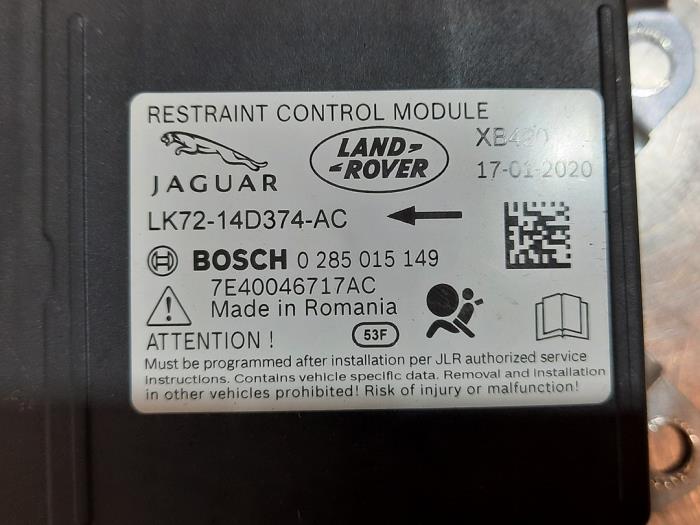 RESTRAINT CONTROL MODULE
JAGUAR
LAND-
-ROVER
17-01-2020
LK72-14D374-AC
BOSCH 0 285 015 149
7E40046717AC
Made in Romania
ATTENTION !
53F
Must be programmed after installation per JLR authorized service
Instructions. Contains vehicle specific data. Removal and Installation
in other vehicles prohibited! Risk of injury or malfunction!